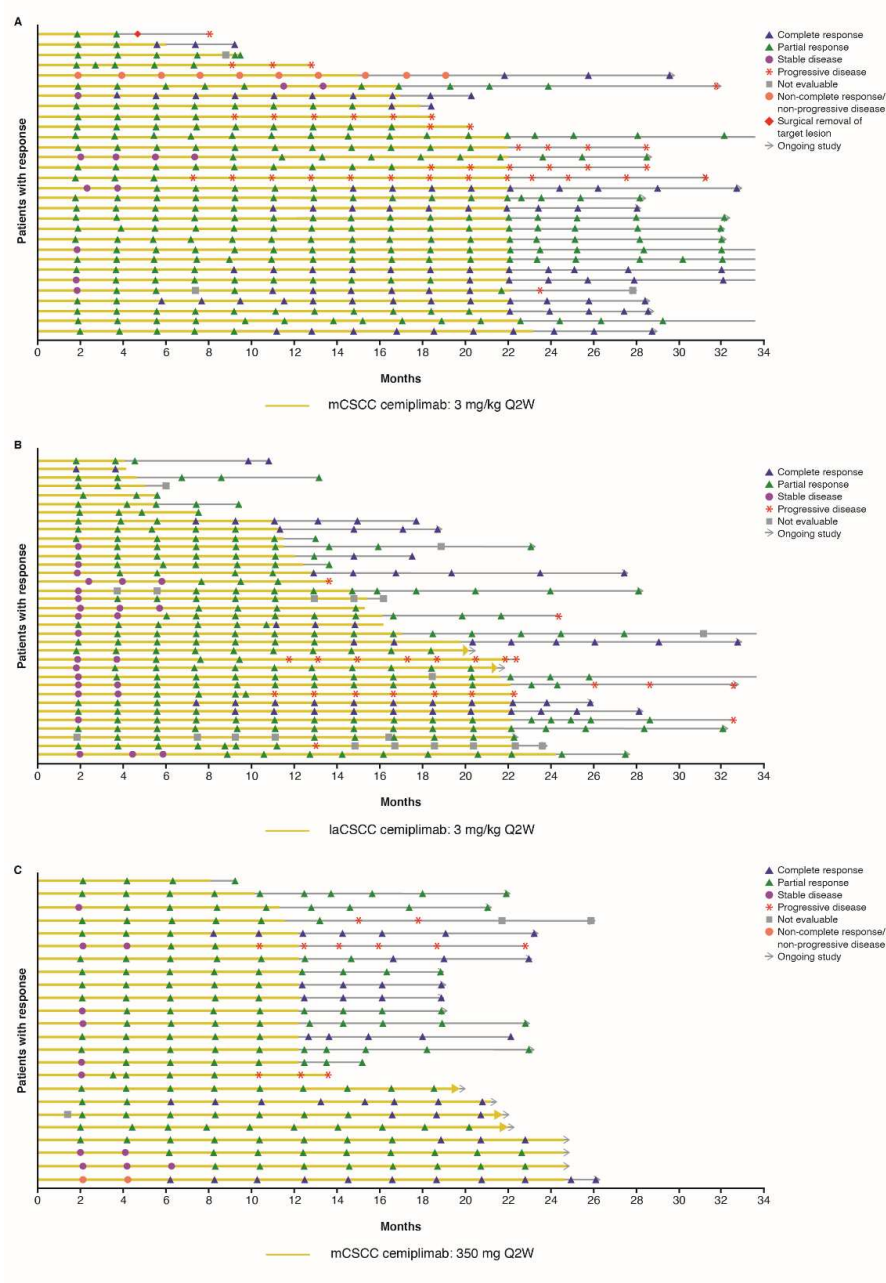 A
Patients with response
Complete response
Partial response
Stable disease
Progressive disease
Not evaluable
Non-complete response/
non-progressive disease
Surgical removal of
target lesion
Ongoing study
0 2 4 6 8 10 12 14 16 18 20 22 24 26 28 30 32 34
Months
mCSCC cemiplimab: 3 mg/kg Q2W
B
Patients with response
Complete response
Partial response
Stable disease
Progressive disease
Not evaluable
Ongoing study
0 2 4 6 8 10 12 14 16 18 20 22 24 26 28 30 32 34
Months
laCSCC cemiplimab: 3 mg/kg Q2W
C
Patients with response
Complete response
Partial response
Stable disease
Progressive disease
Not evaluable
Non-complete response/
non-progressive disease
Ongoing study
0 2 4 6 8 10 12 14 16 18 20 22 24 26 28 30 32 34
Months
mCSCC cemiplimab: 350 mg Q2W